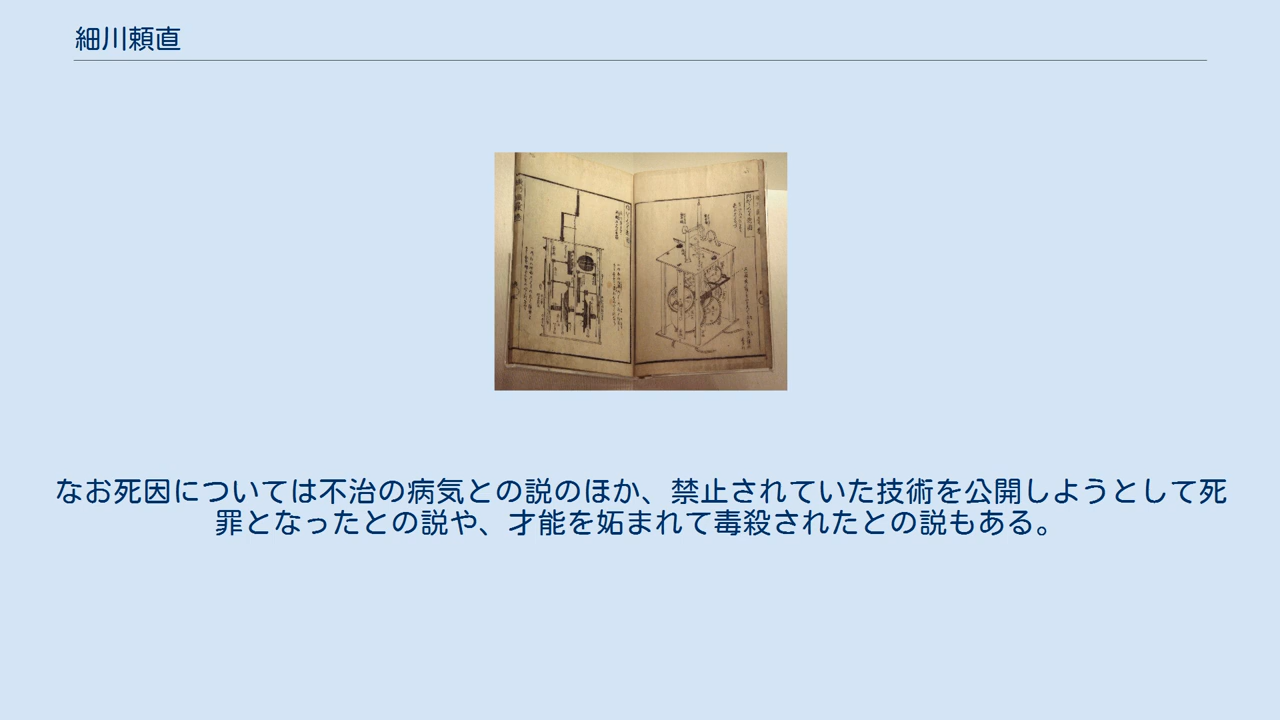 細川頼直
なお死因については不治の病気との説のほか、禁止されていた技術を公開しようとして死
罪となったとの説や、才能を妬まれて毒殺されたとの説もある。